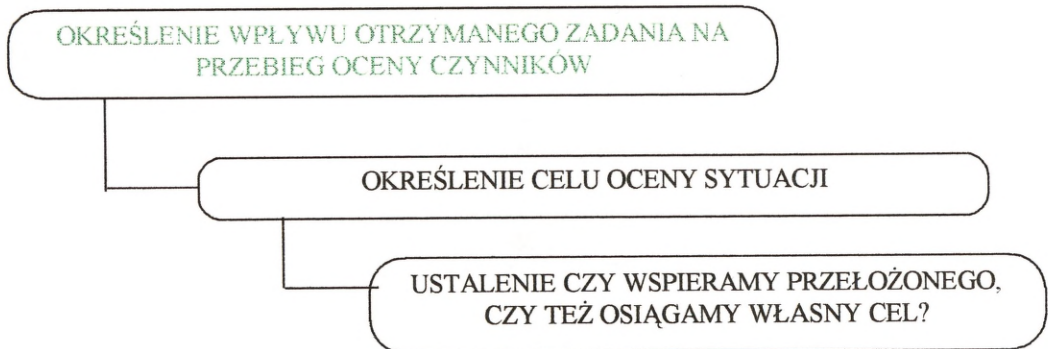 OKREŚLENIE WPŁYWU OTRZYMANEGO ZADANIA NA
PRZEBIEG OCENY CZYNNIKÓW
OKREŚLENIE CELU OCENY SYTUACJI
USTALENIE CZY WSPIERAMY PRZEŁOŻONEGO,
CZY TEŻ OSIĄGAMY WŁASNY CEL?